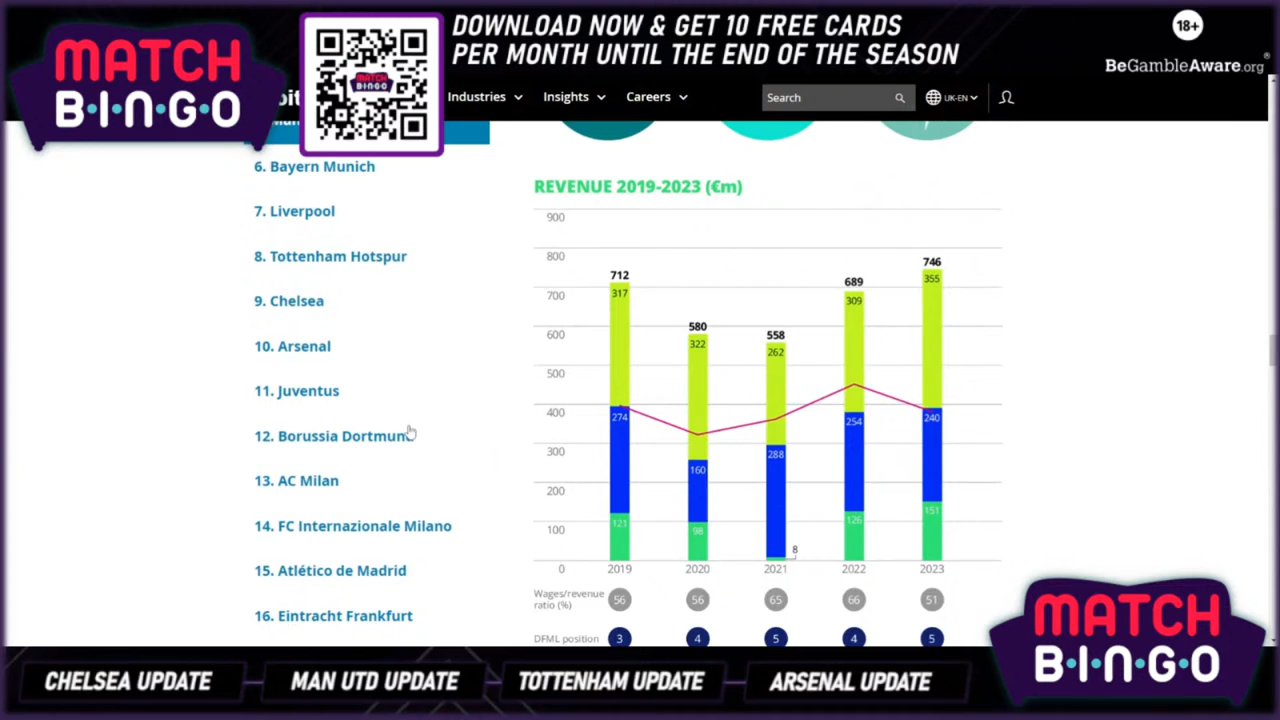 MATCH
B•I•N•G•O
MATCH
BINGO
DOWNLOAD NOW & GET 10 FREE CARDS
PER MONTH UNTIL THE END OF THE SEASON
18+
BeGambleAware.org®
Industries
Insights
Careers
Search
UK-EN
6. Bayern Munich
7. Liverpool
8. Tottenham Hotspur
9. Chelsea
10. Arsenal
11. Juventus
12. Borussia Dortmund
13. AC Milan
14. FC Internazionale Milano
15. Atlético de Madrid
16. Eintracht Frankfurt
REVENUE 2019-2023 (€m)
900
800
700
600
500
400
300
200
100
0
712
317
274
121
580
322
160
98
558
262
288
8
689
309
254
126
746
355
240
151
2019 2020 2021 2022 2023
Wages/revenue
ratio (%)
56 56 65 66 51
DFML position
3 4 5 4 5
MATCH
B•I•N•G•O
CHELSEA UPDATE
MAN UTD UPDATE
TOTTENHAM UPDATE
ARSENAL UPDATE